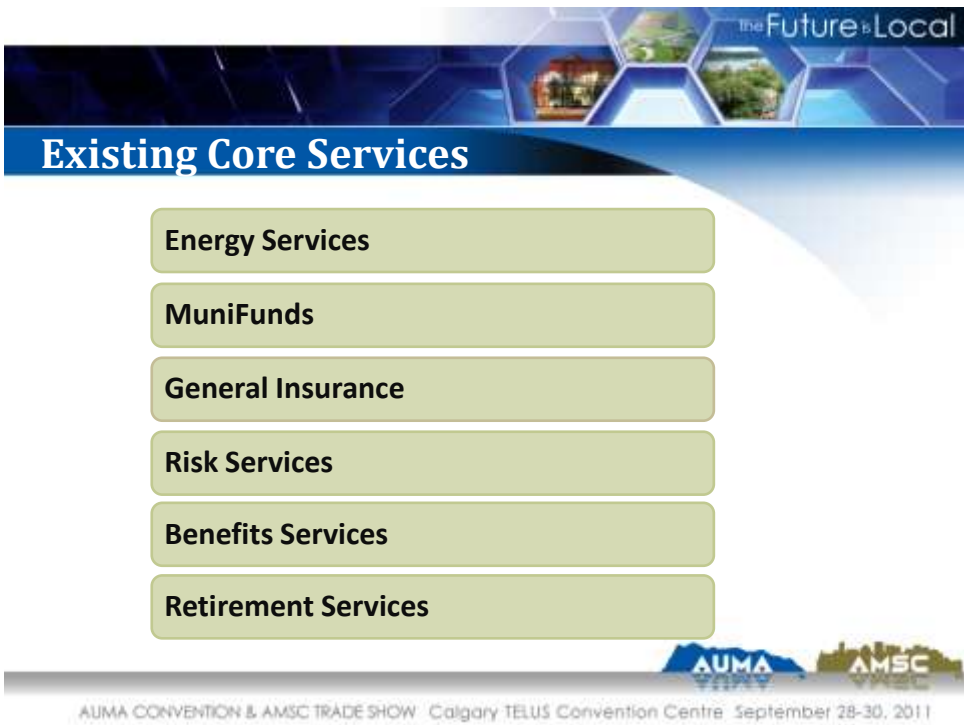 the Future is Local
Existing Core Services
Energy Services
MuniFunds
General Insurance
Risk Services
Benefits Services
Retirement Services
AUMA AMSC
AUMA CONVENTION & AMSC TRADE SHOW Calgary TELUS Convention Centre September 28-30, 2011